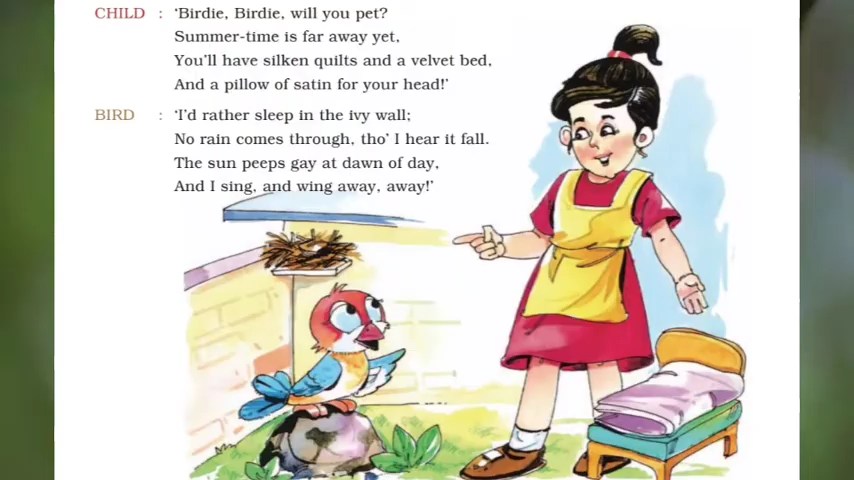 CHILD : ‘Birdie, Birdie, will you pet?
Summer-time is far away yet,
You’ll have silken quilts and a velvet bed,
And a pillow of satin for your head!’
BIRD : ‘I’d rather sleep in the ivy wall;
No rain comes through, tho’ I hear it fall.
The sun peeps gay at dawn of day,
And I sing, and wing away, away!’